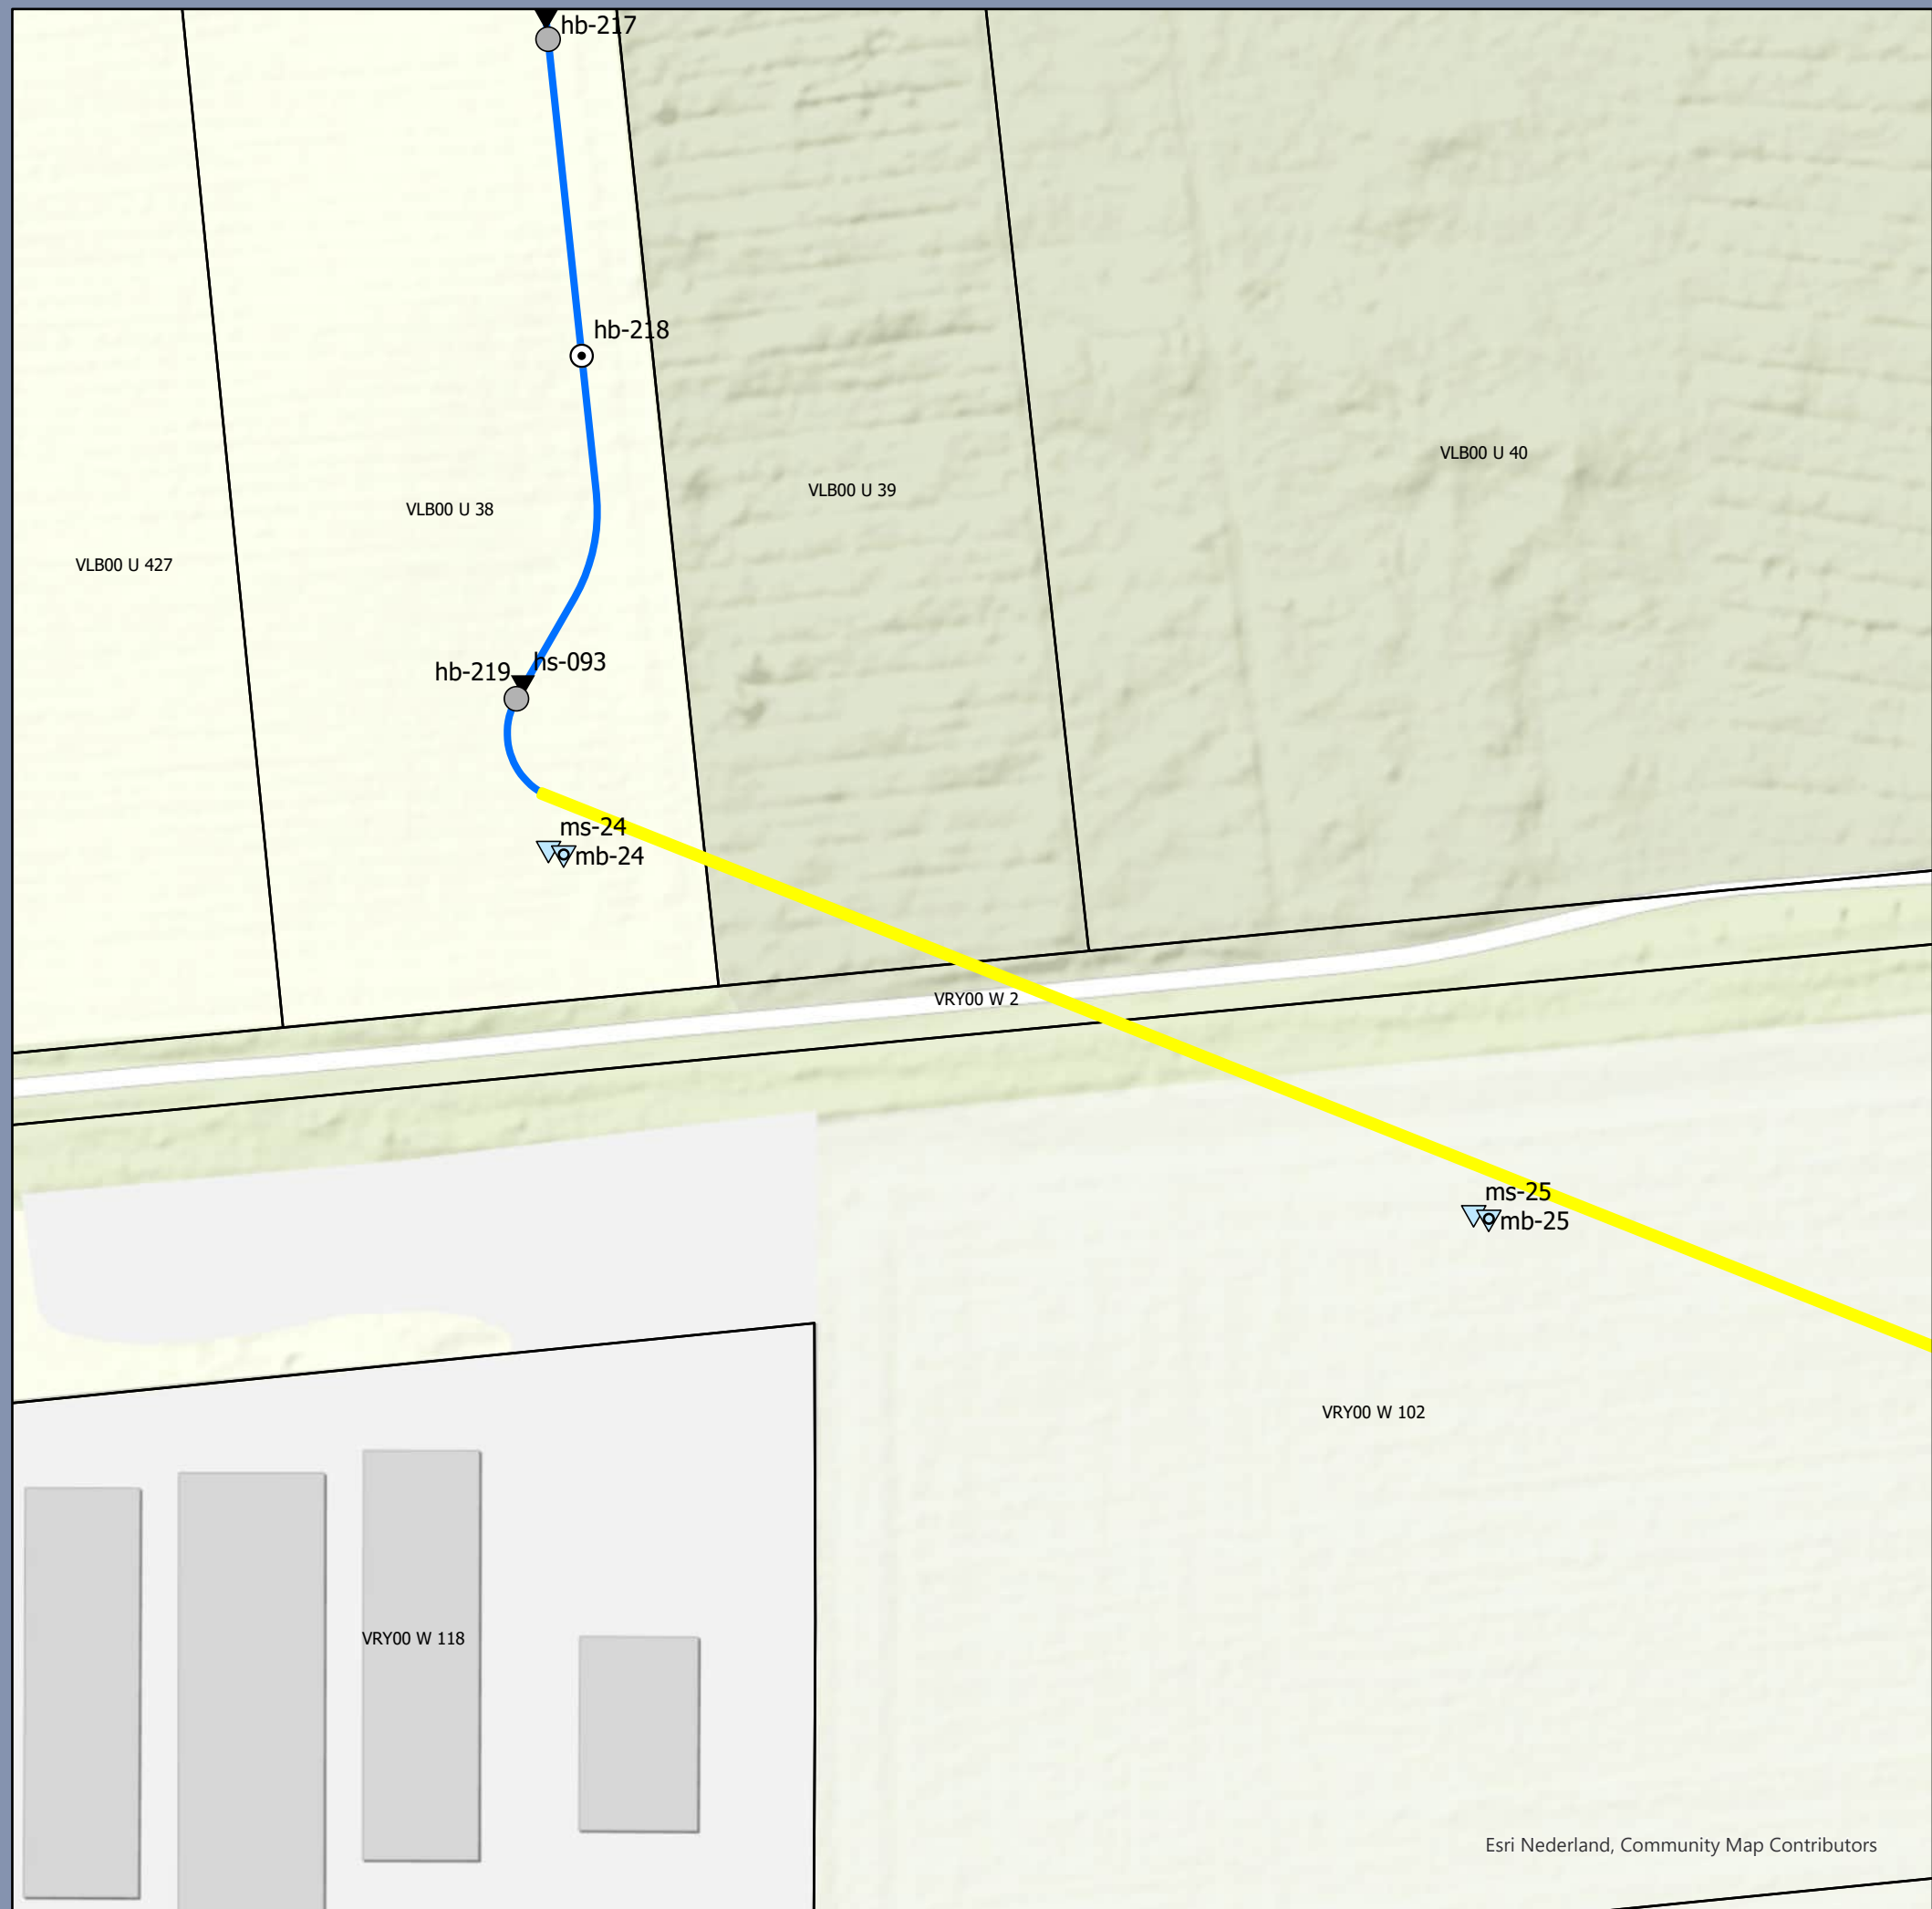 hb-217
hb-218
VLB00 U 40
VLB00 U 39
VLB00 U 38
VLB00 U 427
hs-093
hb-219
ms-24
mb-24
VRY00 W 2
ms-25
mb-25
VRY00 W 102
VRY00 W 118
Esri Nederland, Community Map Contributors